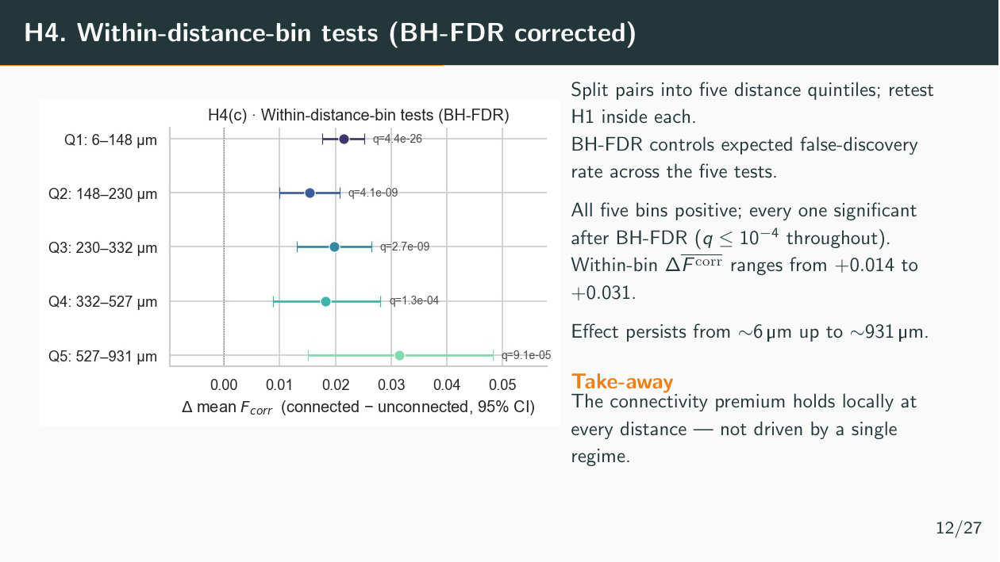 H4. Within-distance-bin tests (BH-FDR corrected)
H4(c) · Within-distance-bin tests (BH-FDR)
Q1: 6–148 µm
q=4.4e-26
Q2: 148–230 µm
q=4.1e-09
Q3: 230–332 µm
q=2.7e-09
Q4: 332–527 µm
q=1.3e-04
Q5: 527–931 µm
q=9.1e-05
0.00 0.01 0.02 0.03 0.04 0.05
Δ mean F_corr (connected − unconnected, 95% CI)
Split pairs into five distance quintiles; retest
H1 inside each.
BH-FDR controls expected false-discovery
rate across the five tests.
All five bins positive; every one significant
after BH-FDR (q ≤ 10⁻⁴ throughout).
Within-bin Δ\overline{F^{corr}} ranges from +0.014 to
+0.031.
Effect persists from ∼6 µm up to ∼931 µm.
Take-away
The connectivity premium holds locally at
every distance — not driven by a single
regime.
12/27